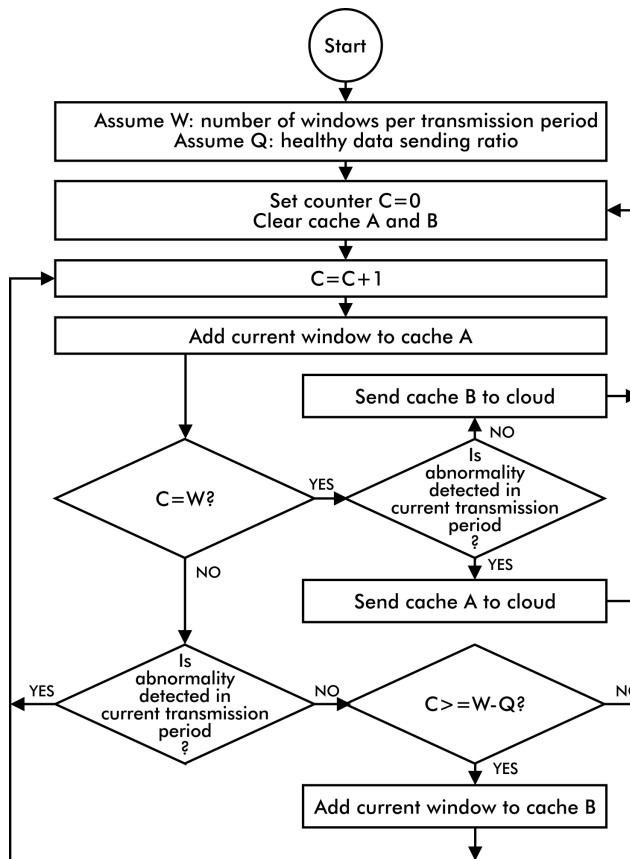 Start
Assume W: number of windows per transmission period
Assume Q: healthy data sending ratio
Set counter C=0
Clear cache A and B
C=C+1
Add current window to cache A
Send cache B to cloud
NO
C=W?
YES
Is
abnormality
detected in
current transmission
period
?
YES
Send cache A to cloud
NO
YES
Is
abnormality
detected in
current transmission
period
?
NO
C>=W-Q?
NO
YES
Add current window to cache B